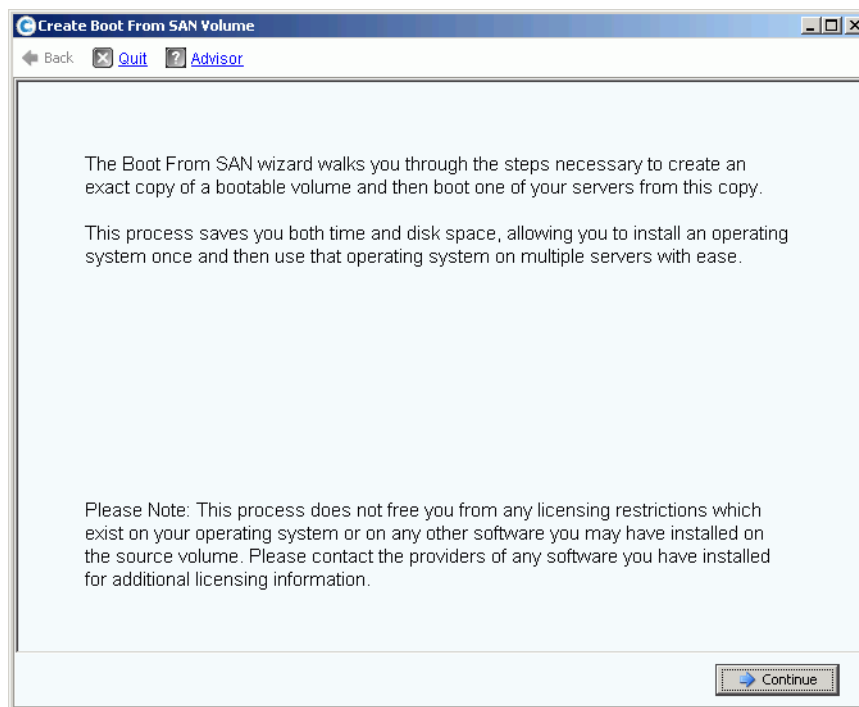 Create Boot From SAN Volume
Back Quit Advisor
The Boot From SAN wizard walks you through the steps necessary to create an
exact copy of a bootable volume and then boot one of your servers from this copy.
This process saves you both time and disk space, allowing you to install an operating
system once and then use that operating system on multiple servers with ease.
Please Note: This process does not free you from any licensing restrictions which
exist on your operating system or on any other software you may have installed on
the source volume. Please contact the providers of any software you have installed
for additional licensing information.
Continue